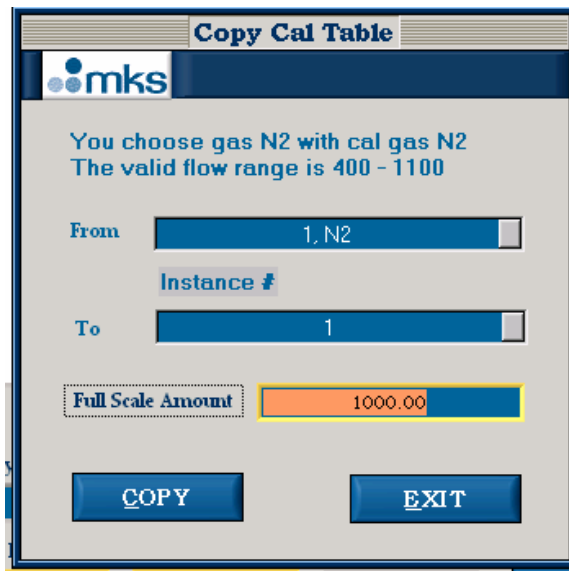 Copy Cal Table
mks
You choose gas N2 with cal gas N2
The valid flow range is 400 - 1100
From 1, N2
Instance #
To 1
Full Scale Amount 1000.00
COPY EXIT